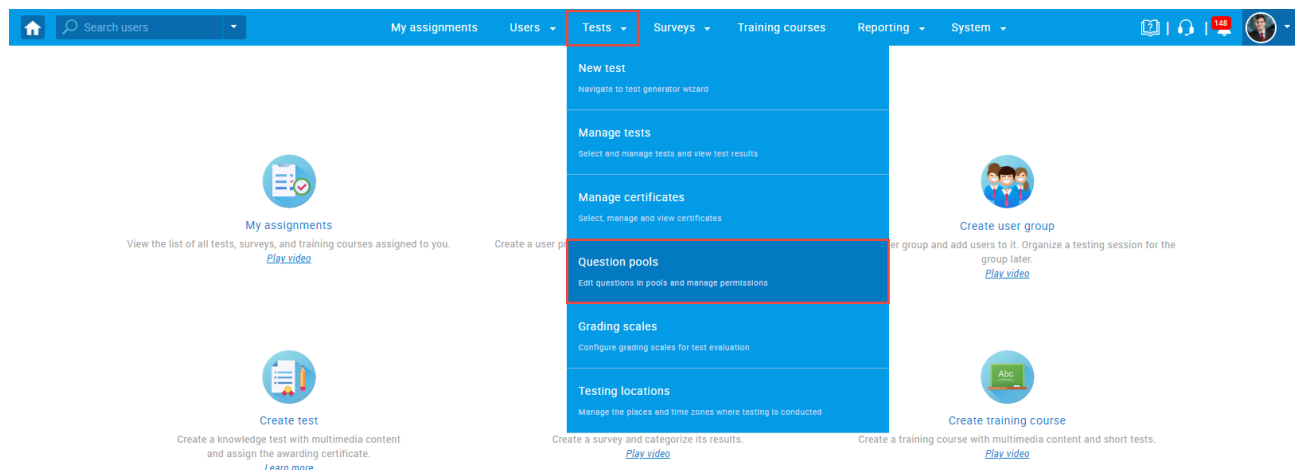 Search users
My assignments
Users
Tests
Surveys
Training courses
Reporting
System
148
New test
Navigate to test generator wizard
Manage tests
Select and manage tests and view test results
Manage certificates
Select, manage and view certificates
Question pools
Edit questions in pools and manage permissions
Grading scales
Configure grading scales for test evaluation
Testing locations
Manage the places and time zones where testing is conducted
My assignments
View the list of all tests, surveys, and training courses assigned to you.
Play video
Create a user pr
Create user group
er group and add users to it. Organize a testing session for the
group later.
Play video
Create test
Create a knowledge test with multimedia content
and assign the awarding certificate.
Learn more
Create a survey and categorize its results.
Play video
Abc
Create training course
Create a training course with multimedia content and short tests.
Play video